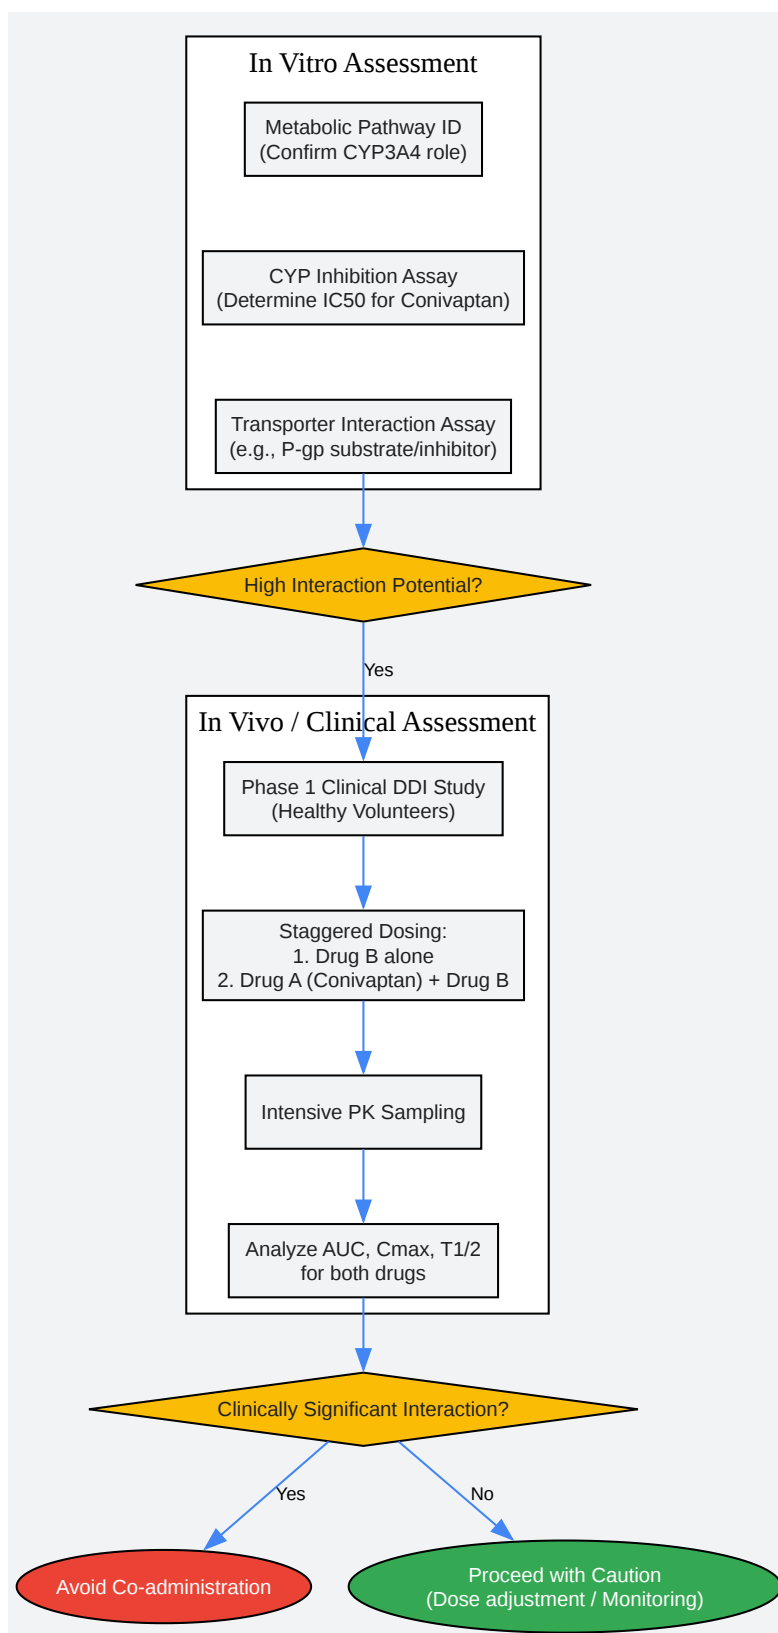 In Vitro Assessment
Metabolic Pathway ID
(Confirm CYP3A4 role)
CYP Inhibition Assay
(Determine IC50 for Conivaptan)
Transporter Interaction Assay
(e.g., P-gp substrate/inhibitor)
High Interaction Potential?
Yes
In Vivo / Clinical Assessment
Phase 1 Clinical DDI Study
(Healthy Volunteers)
Staggered Dosing:
1. Drug B alone
2. Drug A (Conivaptan) + Drug B
Intensive PK Sampling
Analyze AUC, Cmax, T1/2
for both drugs
Clinically Significant Interaction?
Yes
No
Avoid Co-administration
Proceed with Caution
(Dose adjustment / Monitoring)